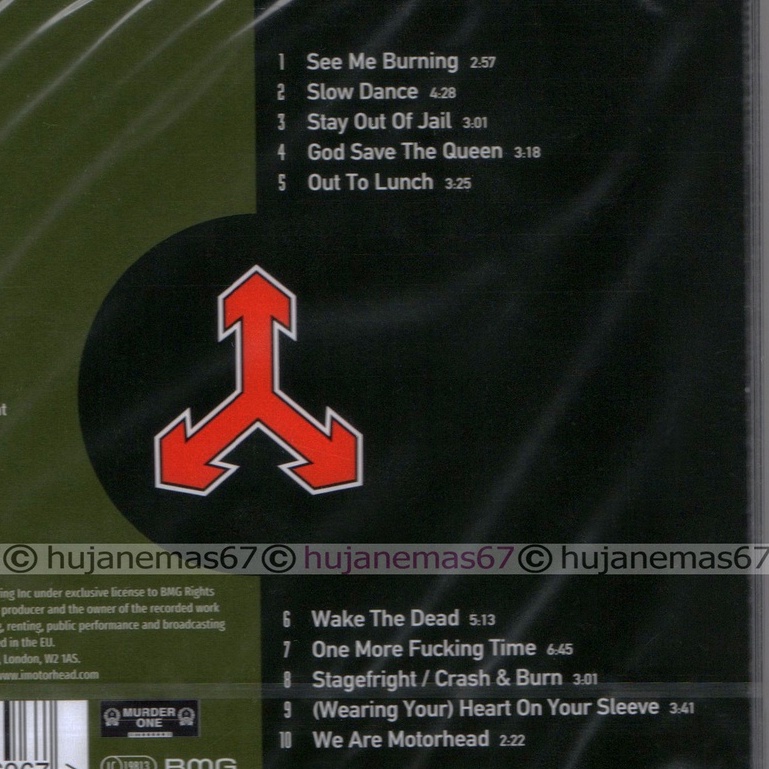 1 See Me Burning 2:57
2 Slow Dance 4:28
3 Stay Out Of Jail 3:01
4 God Save The Queen 3:18
5 Out To Lunch 3:25
© hujanemas67© hujanemas67© hujanemas67
ing Inc under exclusive license to BMG Rights
producer and the owner of the recorded work
, renting, public performance and broadcasting
d in the EU.
, London, W2 1AS.
www.imotorhead.com
6 Wake The Dead 5:13
7 One More Fucking Time 6:45
8 Stagefright / Crash & Burn 3:01
9 (Wearing Your) Heart On Your Sleeve 3:41
10 We Are Motorhead 2:22
MURDER
ONE
LC 19813
BMG